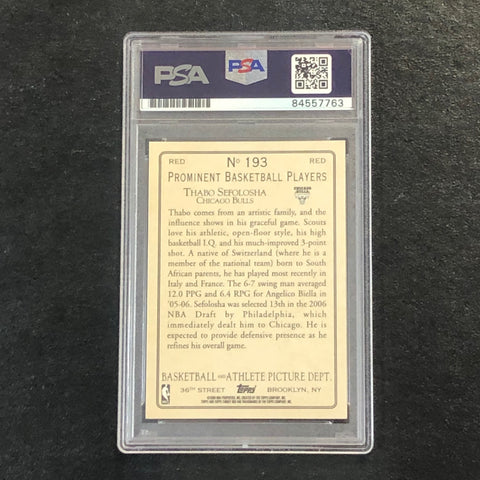 PSA
PSA
84557763
RED No 193 RED
PROMINENT BASKETBALL PLAYERS
THABO SEFOLOSHA
CHICAGO BULLS
CHICAGO BULLS
Thabo comes from an artistic family, and the
influence shows in his graceful game. Scouts
love his athletic, open-floor style, his high
basketball I.Q. and his much-improved 3-point
shot. A native of Switzerland (where he is a
member of the national team) born to South
African parents, he has played most recently in
Italy and France. The 6-7 swing man averaged
12.0 PPG and 6.4 RPG for Angelico Biella in
'05-06. Sefolosha was selected 13th in the 2006
NBA Draft by Philadelphia, which
immediately dealt him to Chicago. He is
expected to provide defensive presence as he
refines his overall game.
BASKETBALL AND ATHLETE PICTURE DEPT.
36TH STREET Topps BROOKLYN, NY